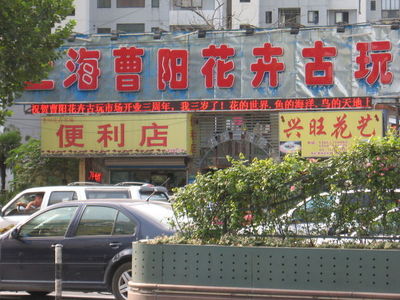 上海曹阳花卉古玩
祝贺曹阳花卉古玩市场开业三周年，我三岁了！花的世界，鱼的海洋，鸟的天地
便利店
兴旺花艺